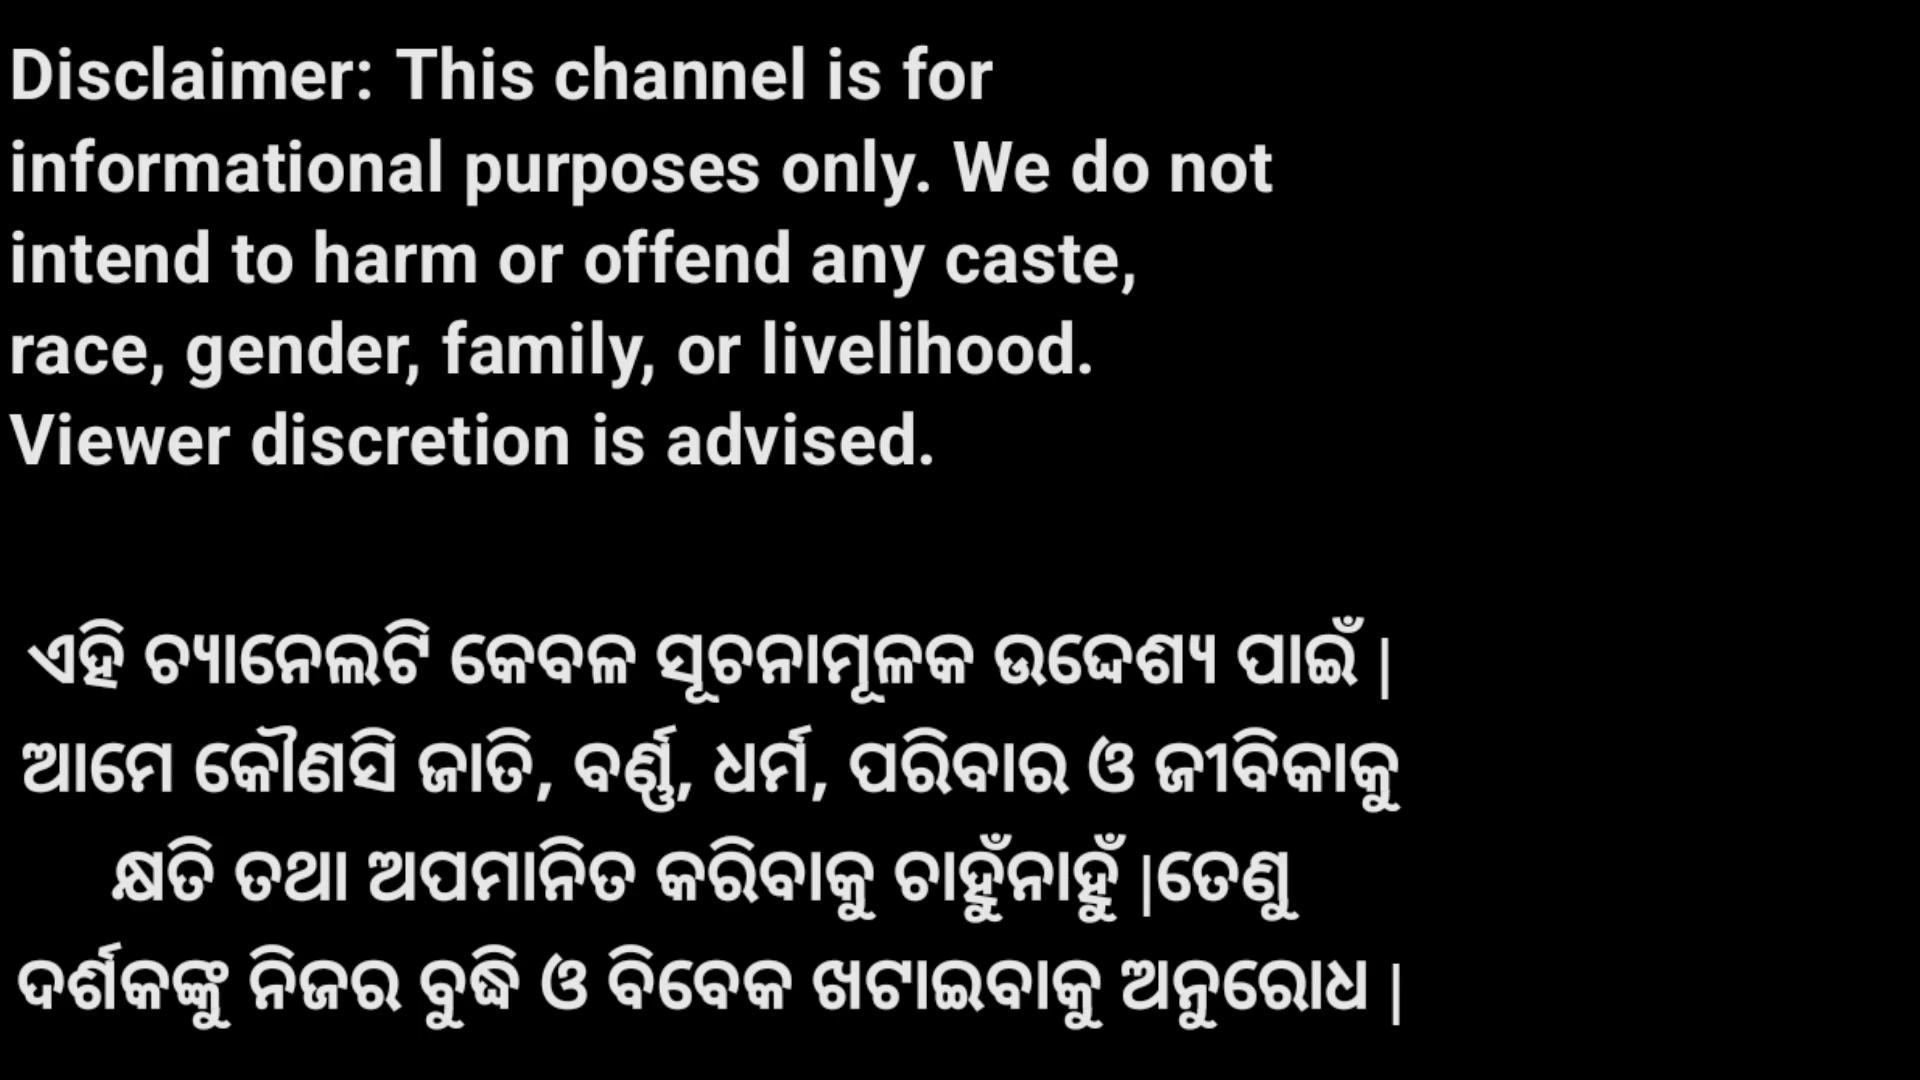 Disclaimer: This channel is for
informational purposes only. We do not
intend to harm or offend any caste,
race, gender, family, or livelihood.
Viewer discretion is advised.
ଏହି ଚ୍ୟାନେଲଟି କେବଳ ସୂଚନାମୂଳକ ଉଦ୍ଦେଶ୍ୟ ପାଇଁ |
ଆମେ କୌଣସି ଜାତି, ବର୍ଣ୍ଣ, ଧର୍ମ, ପରିବାର ଓ ଜୀବିକାକୁ
କ୍ଷତି ତଥା ଅପମାନିତ କରିବାକୁ ଚାହୁଁନାହୁଁ |ତେଣୁ
ଦର୍ଶକଙ୍କୁ ନିଜର ବୁଦ୍ଧି ଓ ବିବେକ ଖଟାଇବାକୁ ଅନୁରୋଧ |